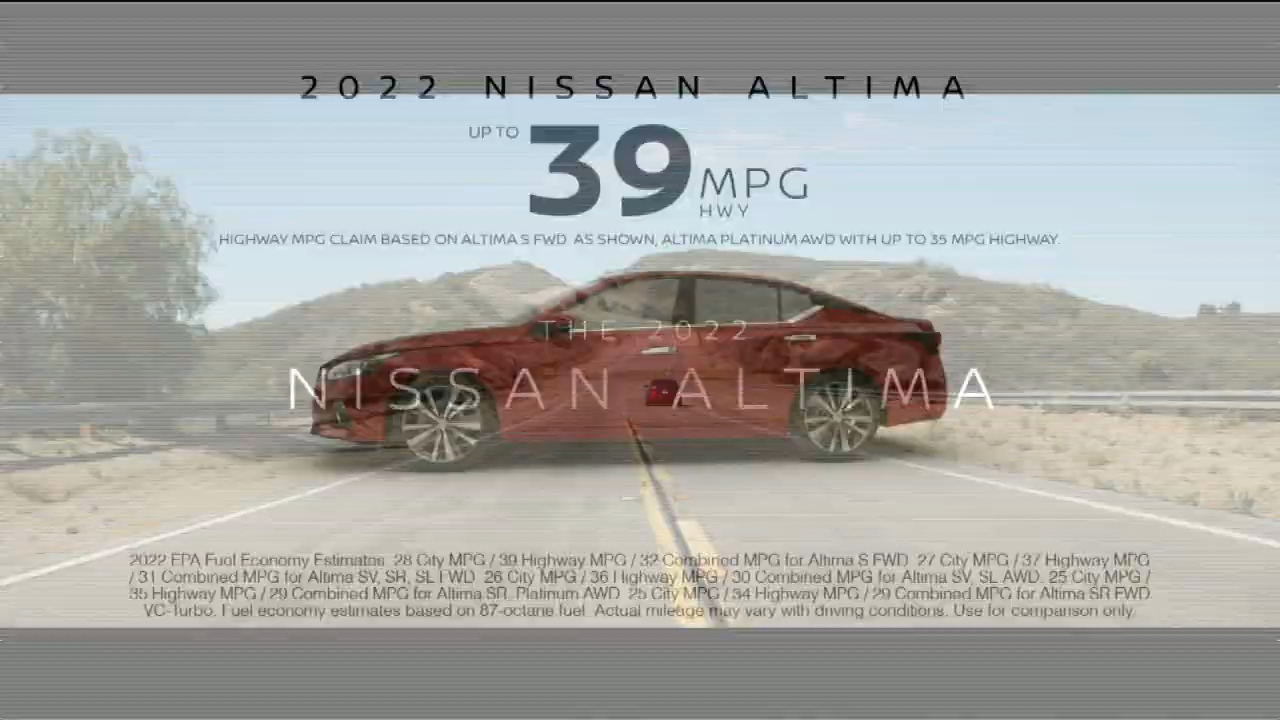 2022 NISSAN ALTIMA
UP TO 39 MPG
HWY
HIGHWAY MPG CLAIM BASED ON ALTIMA S FWD. AS SHOWN, ALTIMA PLATINUM AWD WITH UP TO 35 MPG HIGHWAY.
THE 2022
NISSAN ALTIMA
2022 EPA Fuel Economy Estimates. 28 City MPG / 39 Highway MPG / 32 Combined MPG for Altima S FWD. 27 City MPG / 37 Highway MPG
/ 31 Combined MPG for Altima SV, SR, SL FWD. 26 City MPG / 36 Highway MPG / 30 Combined MPG for Altima SV, SL AWD. 25 City MPG /
35 Highway MPG / 29 Combined MPG for Altima SR, Platinum AWD. 25 City MPG / 34 Highway MPG / 29 Combined MPG for Altima SR FWD
VC-Turbo. Fuel economy estimates based on 87-octane fuel. Actual mileage may vary with driving conditions. Use for comparison only.